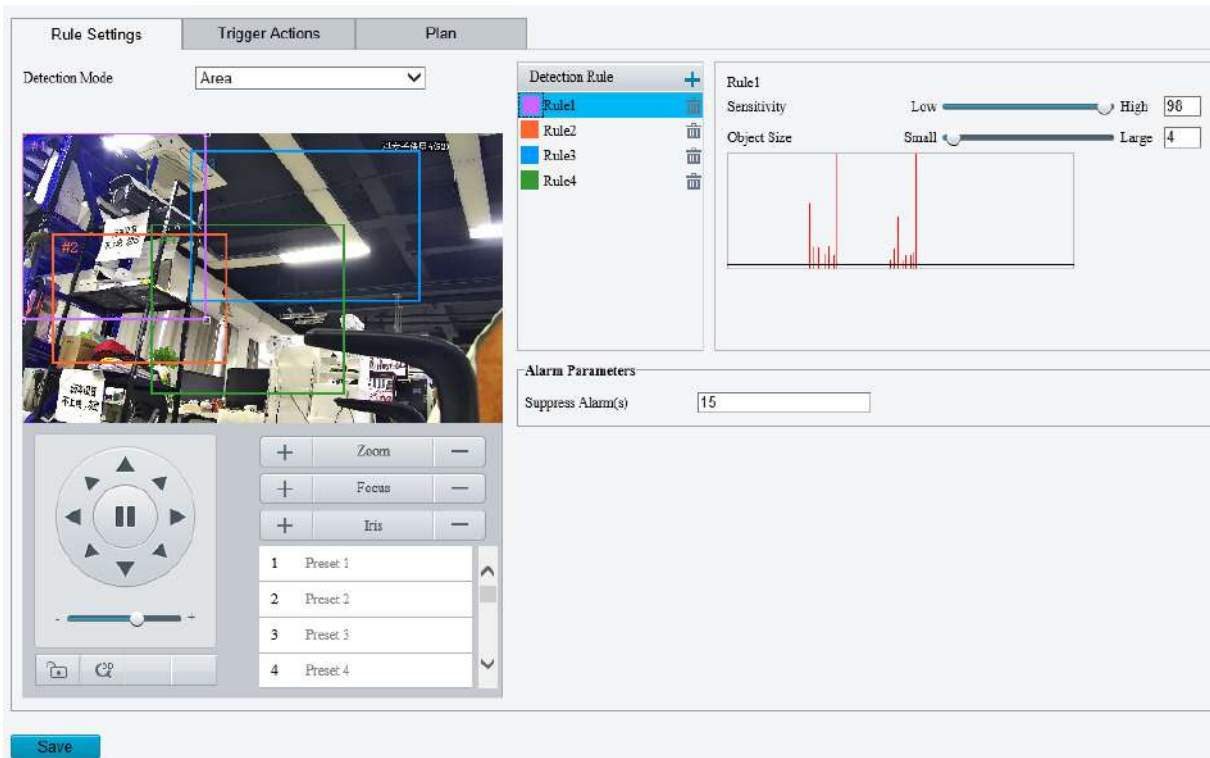 Rule Settings
Trigger Actions
Plan
Detection Mode
Area
#2
Detection Rule
Rule1
Rule2
Rule3
Rule4
Rule1
Sensitivity
Low
High
98
Object Size
Small
Large
4
Alarm Parameters
Suppress Alarm(s)
15
+ Zoom —
+ Focus —
+ Iris —
1 Preset 1
2 Preset 2
3 Preset 3
4 Preset 4
- +
3D
Save